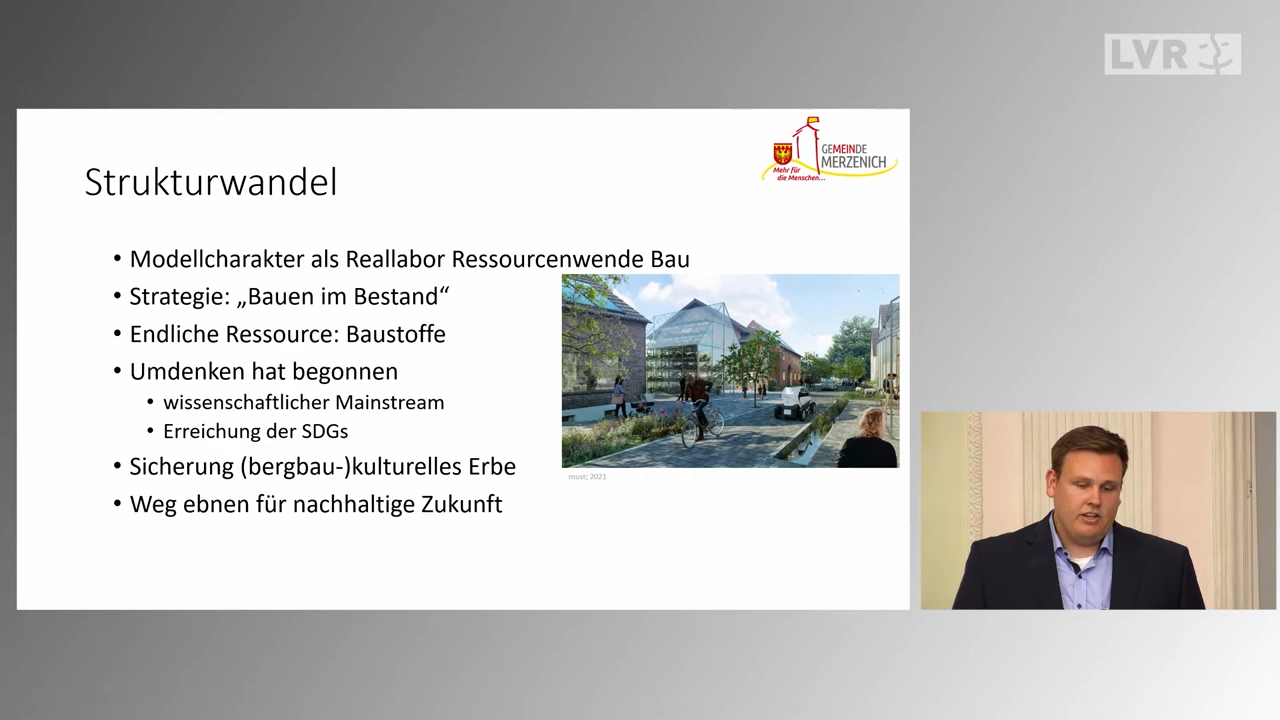 LVR
GEMEINDE
MERZENICH
Mehr für
die Menschen...
Strukturwandel
• Modellcharakter als Reallabor Ressourcenwende Bau
• Strategie: „Bauen im Bestand“
• Endliche Ressource: Baustoffe
• Umdenken hat begonnen
• wissenschaftlicher Mainstream
• Erreichung der SDGs
• Sicherung (bergbau-)kulturelles Erbe
• Weg ebnen für nachhaltige Zukunft
must; 2021